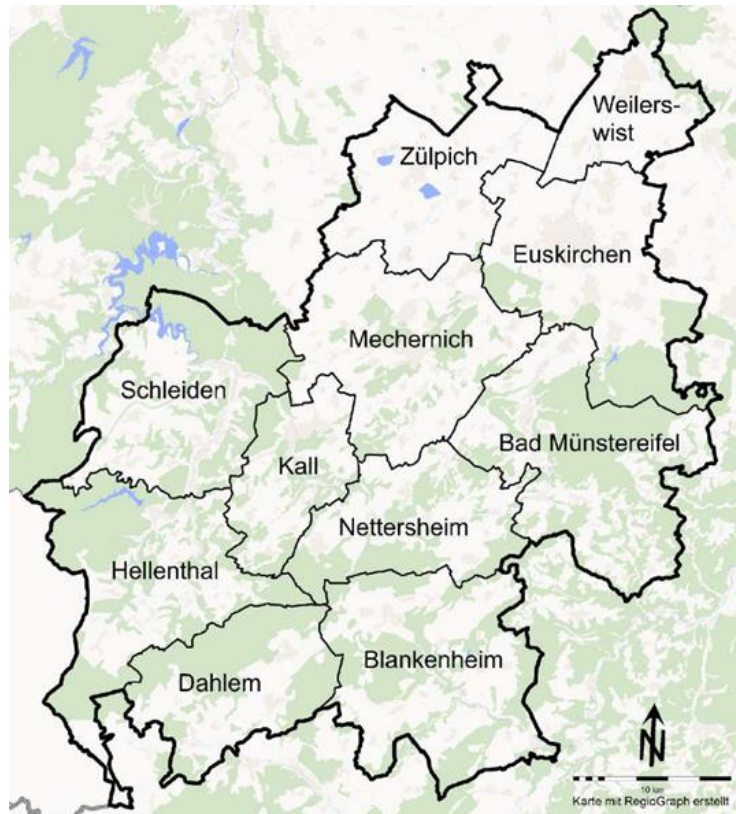 Weilers-
wist
Zülpich
Euskirchen
Mechernich
Schleiden
Bad Münstereifel
Kall
Nettersheim
Hellenthal
Blankenheim
Dahlem
N
10 km
Karte mit RegioGraph erstellt